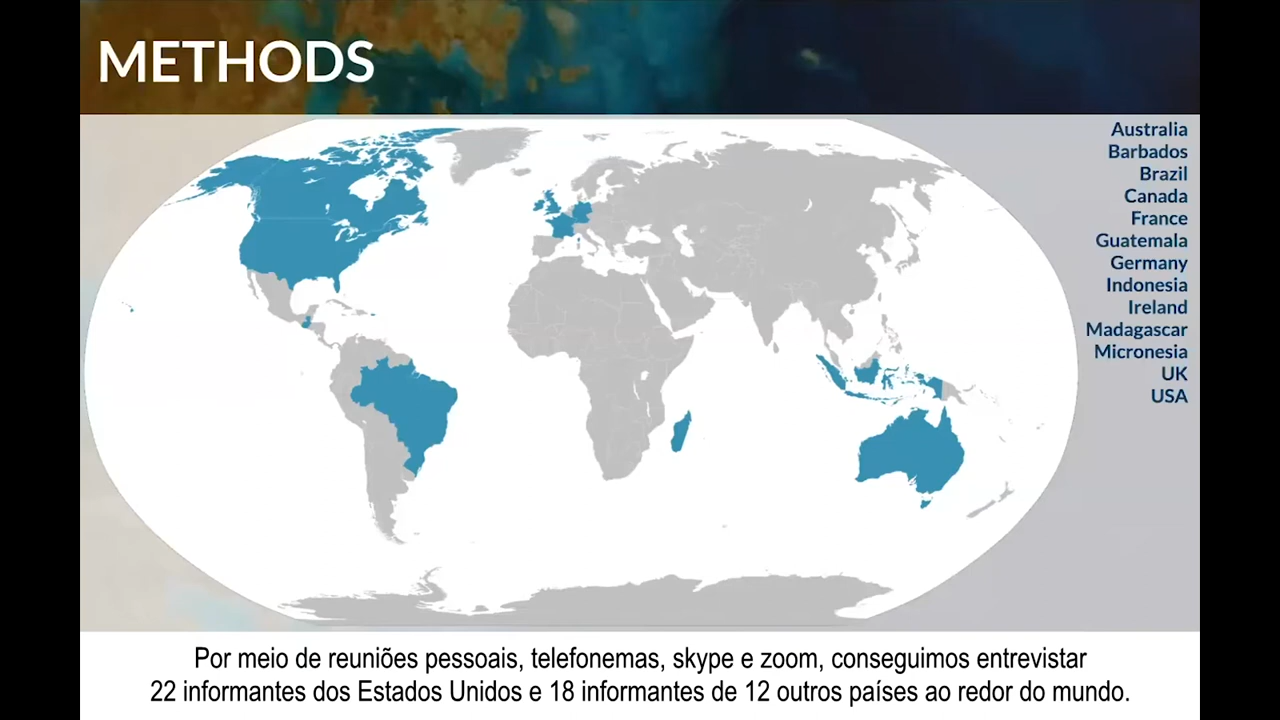 METHODS
Australia
Barbados
Brazil
Canada
France
Guatemala
Germany
Indonesia
Ireland
Madagascar
Micronesia
UK
USA
Por meio de reuniões pessoais, telefonemas, skype e zoom, conseguimos entrevistar
22 informantes dos Estados Unidos e 18 informantes de 12 outros países ao redor do mundo.